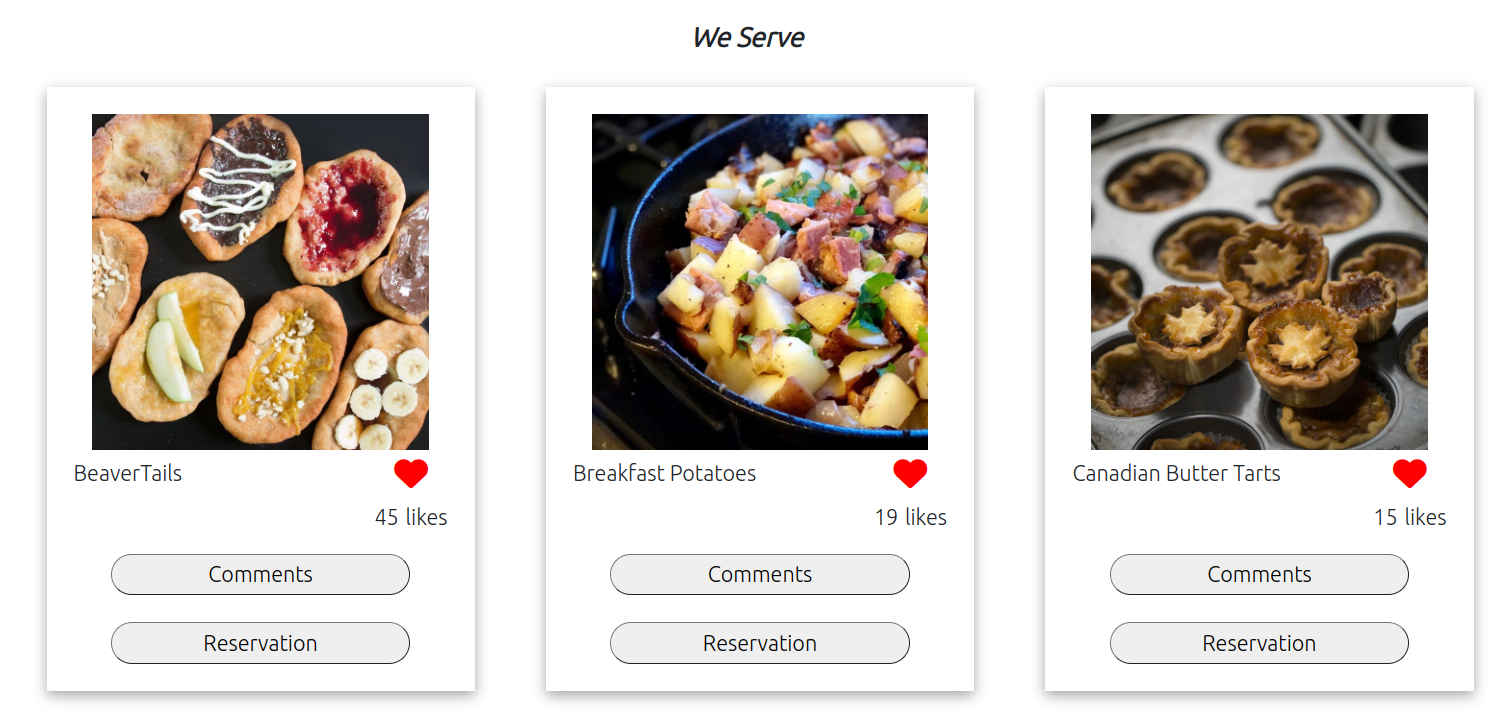 We Serve
BeaverTails
45 likes
Comments
Reservation
Breakfast Potatoes
19 likes
Comments
Reservation
Canadian Butter Tarts
15 likes
Comments
Reservation